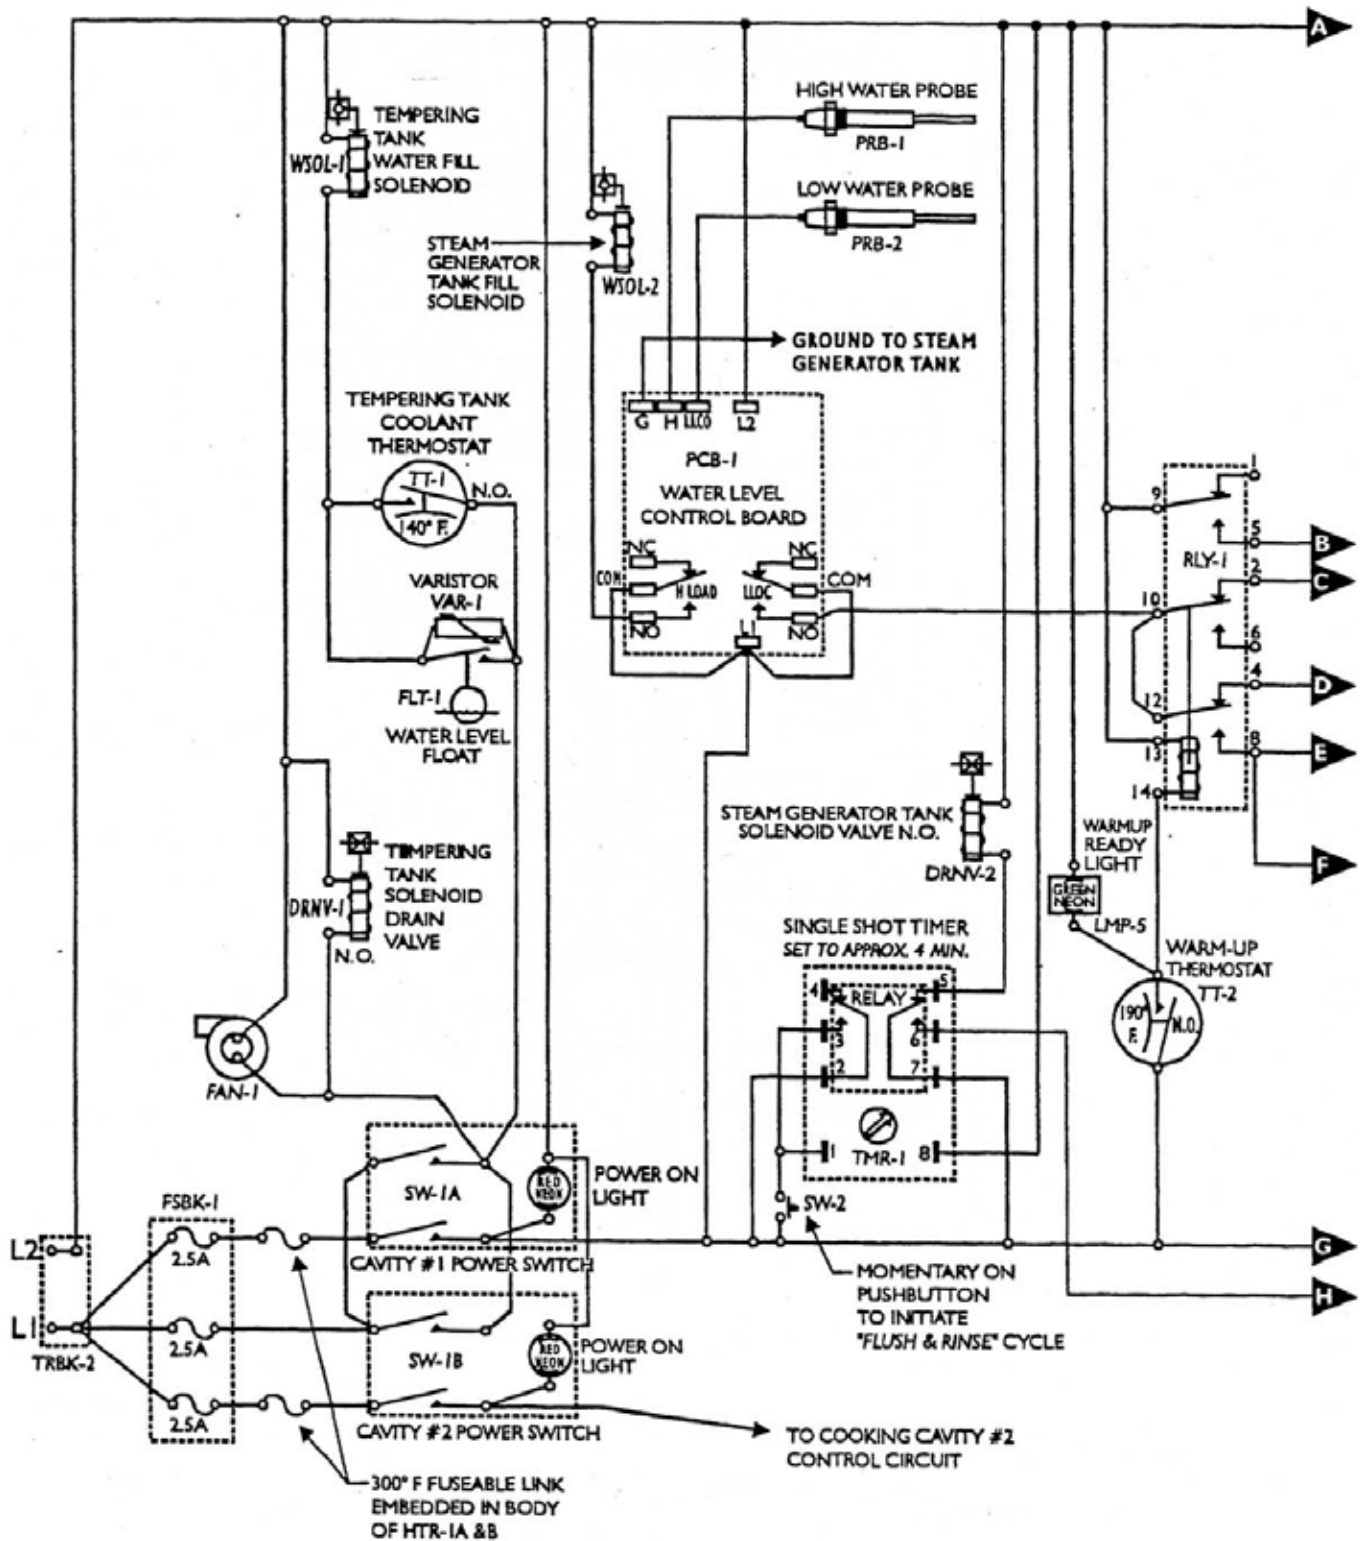 A
HIGH WATER PROBE
PRB-1
TEMPERING
TANK
WATER FILL
SOLENOID
WSOL-1
LOW WATER PROBE
PRB-2
STEAM
GENERATOR
TANK FILL
SOLENOID
WSOL-2
GROUND TO STEAM
GENERATOR TANK
TEMPERING TANK
COOLANT
THERMOSTAT
TT-1
N.O.
140° F.
G H LLCO L2
PCB-1
WATER LEVEL
CONTROL BOARD
NC
NC
COM
H LOAD
LLOC
COM
NO
L1
NO
VARISTOR
VAR-1
FLT-1
WATER LEVEL
FLOAT
1
9
5
B
RLY-1
2
C
10
6
4
D
12
8
E
13
14
F
STEAM GENERATOR TANK
SOLENOID VALVE N.O.
DRNV-2
WARMUP
READY
LIGHT
GREEN
NEON
LMP-5
TEMPERING
TANK
SOLENOID
DRAIN
VALVE
DRNV-1
N.O.
SINGLE SHOT TIMER
SET TO APPROX. 4 MIN.
4
RELAY
5
3
6
2
7
1
TMR-1
8
WARM-UP
THERMOSTAT
TT-2
190°
F.
N.O.
FAN-1
SW-1A
RED
NEON
POWER ON
LIGHT
SW-2
FSBK-1
2.5A
CAVITY #1 POWER SWITCH
L2
G
MOMENTARY ON
PUSHBUTTON
TO INITIATE
"FLUSH & RINSE" CYCLE
H
L1
TRBK-2
2.5A
SW-1B
RED
NEON
POWER ON
LIGHT
2.5A
CAVITY #2 POWER SWITCH
TO COOKING CAVITY #2
CONTROL CIRCUIT
300° F FUSEABLE LINK
EMBEDDED IN BODY
OF HTR-1A &B